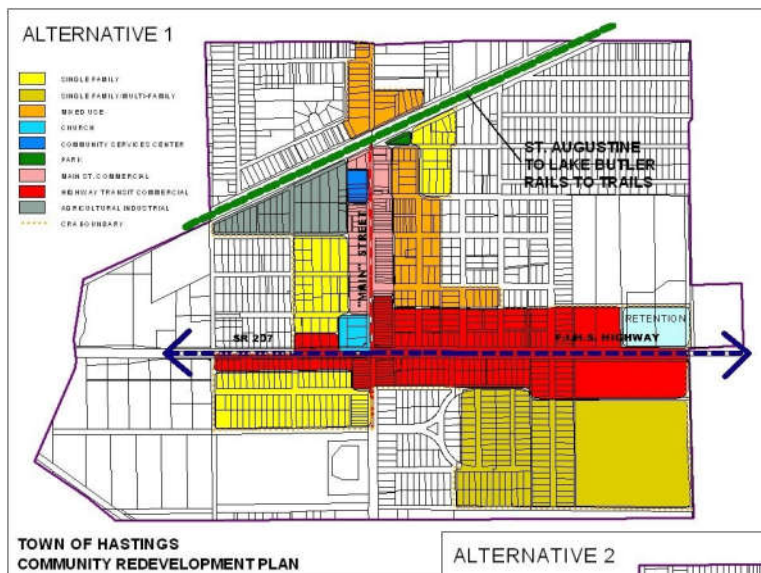 ALTERNATIVE 1
SINGLE FAMILY
SINGLE FAMILY/MULTI-FAMILY
MIXED USE
CHURCH
COMMUNITY SERVICES CENTER
PARK
MAIN ST. COMMERCIAL
HIGHWAY TRANSIT COMMERCIAL
AGRICULTURAL INDUSTRIAL
CRA BOUNDARY
ST. AUGUSTINE
TO LAKE BUTLER
RAILS TO TRAILS
"MAIN" STREET
RETENTION
SR 207
F.I.H.S. HIGHWAY
TOWN OF HASTINGS
COMMUNITY REDEVELOPMENT PLAN
ALTERNATIVE 2